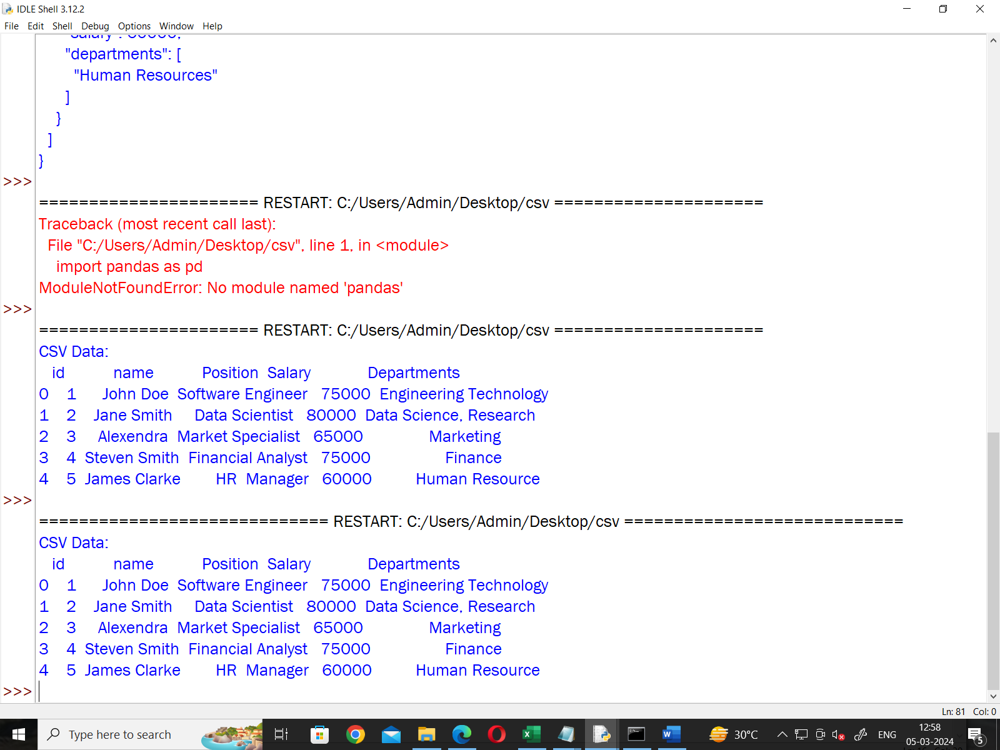 IDLE Shell 3.12.2
File Edit Shell Debug Options Window Help
"departments": [
"Human Resources"
]
}
]
}
>>>
====================== RESTART: C:/Users/Admin/Desktop/csv =====================
Traceback (most recent call last):
File "C:/Users/Admin/Desktop/csv", line 1, in <module>
import pandas as pd
ModuleNotFoundError: No module named 'pandas'
>>>
====================== RESTART: C:/Users/Admin/Desktop/csv =====================
CSV Data:
id name Position Salary Departments
0 1 John Doe Software Engineer 75000 Engineering Technology
1 2 Jane Smith Data Scientist 80000 Data Science, Research
2 3 Alexendra Market Specialist 65000 Marketing
3 4 Steven Smith Financial Analyst 75000 Finance
4 5 James Clarke HR Manager 60000 Human Resource
>>>
============================= RESTART: C:/Users/Admin/Desktop/csv ============================
CSV Data:
id name Position Salary Departments
0 1 John Doe Software Engineer 75000 Engineering Technology
1 2 Jane Smith Data Scientist 80000 Data Science, Research
2 3 Alexendra Market Specialist 65000 Marketing
3 4 Steven Smith Financial Analyst 75000 Finance
4 5 James Clarke HR Manager 60000 Human Resource
>>>
Ln: 81 Col: 0
Type here to search
30°C
ENG
12:58
05-03-2024
5